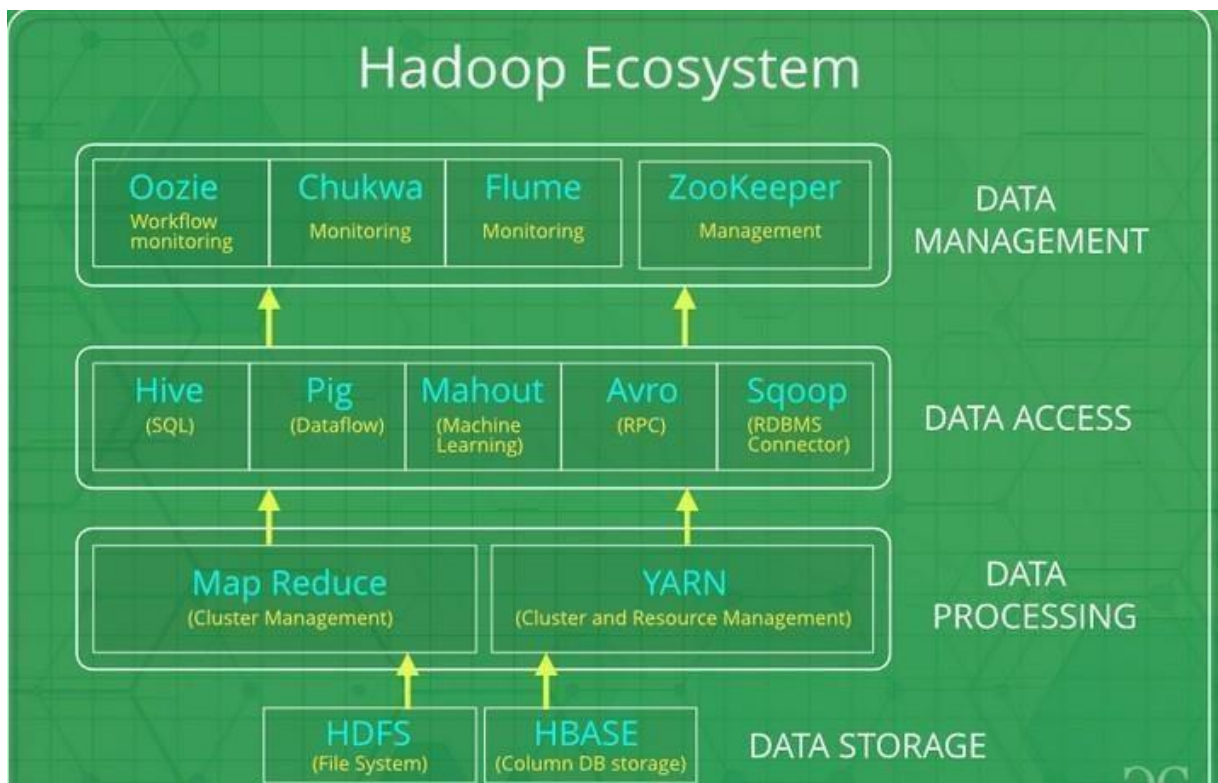 Hadoop Ecosystem
Oozie
Workflow
monitoring
Chukwa
Monitoring
Flume
Monitoring
ZooKeeper
Management
DATA
MANAGEMENT
Hive
(SQL)
Pig
(Dataflow)
Mahout
(Machine
Learning)
Avro
(RPC)
Sqoop
(RDBMS
Connector)
DATA ACCESS
Map Reduce
(Cluster Management)
YARN
(Cluster and Resource Management)
DATA
PROCESSING
HDFS
(File System)
HBASE
(Column DB storage)
DATA STORAGE